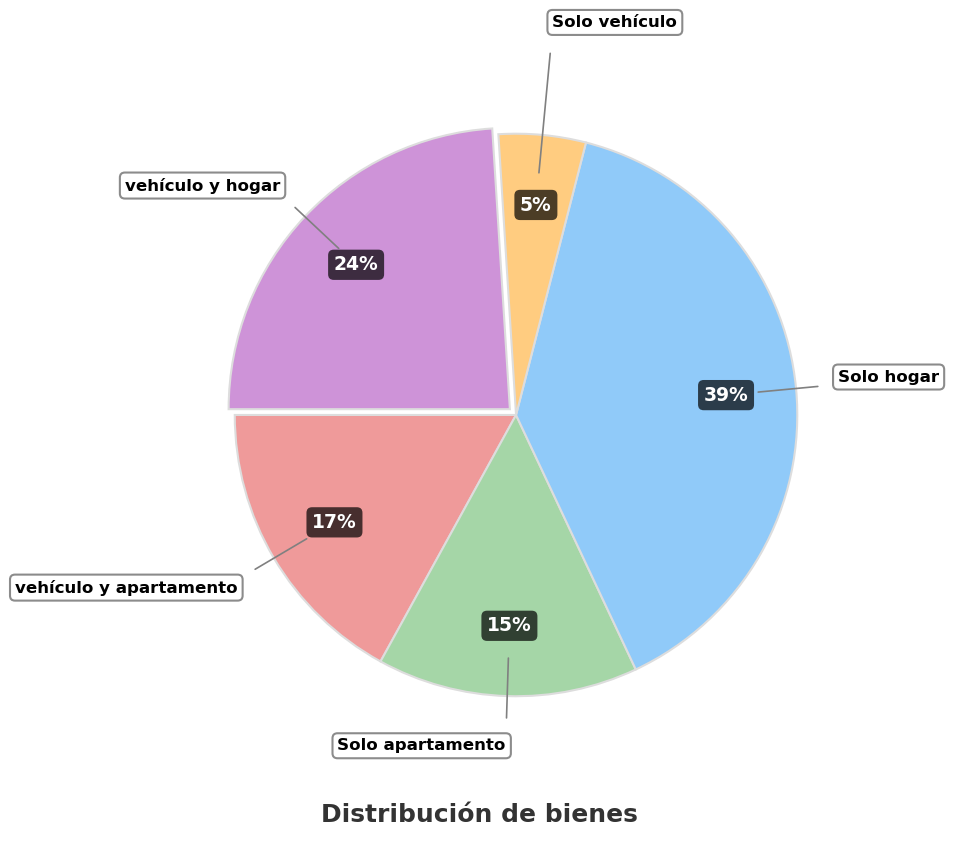 Solo vehículo
vehículo y hogar
5%
24%
Solo hogar
39%
17%
vehículo y apartamento
15%
Solo apartamento
Distribución de bienes